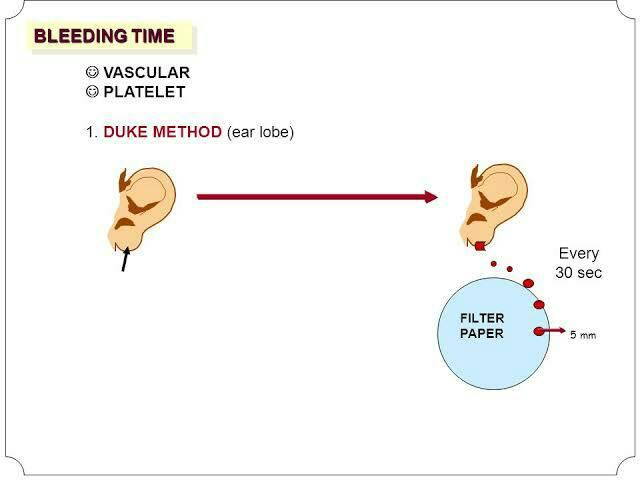 BLEEDING TIME
☺ VASCULAR
☺ PLATELET
1. DUKE METHOD (ear lobe)
Every
30 sec
FILTER
PAPER
5 mm